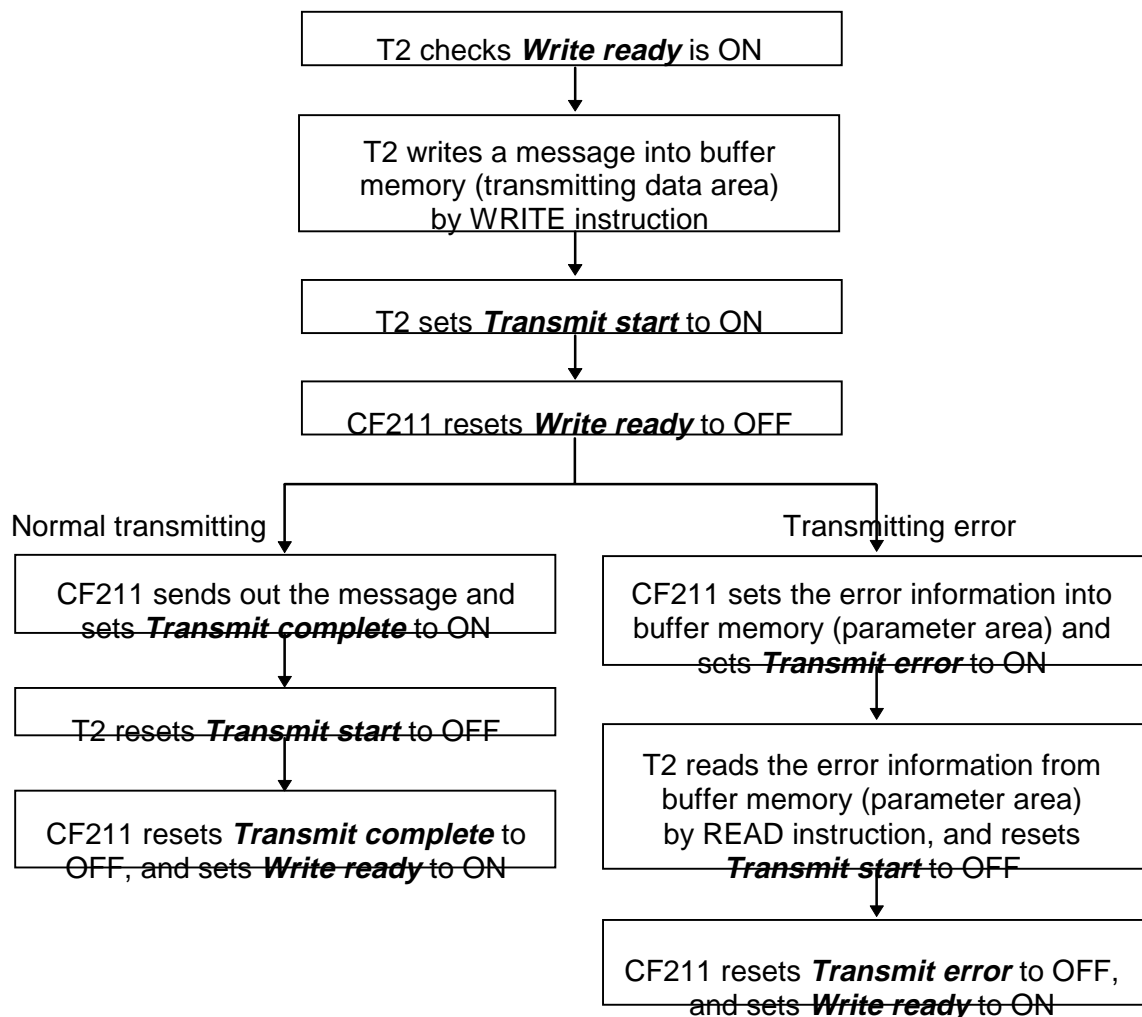 T2 checks Write ready is ON
T2 writes a message into buffer
memory (transmitting data area)
by WRITE instruction
T2 sets Transmit start to ON
CF211 resets Write ready to OFF
Normal transmitting
CF211 sends out the message and
sets Transmit complete to ON
T2 resets Transmit start to OFF
CF211 resets Transmit complete to
OFF, and sets Write ready to ON
Transmitting error
CF211 sets the error information into
buffer memory (parameter area) and
sets Transmit error to ON
T2 reads the error information from
buffer memory (parameter area)
by READ instruction, and resets
Transmit start to OFF
CF211 resets Transmit error to OFF,
and sets Write ready to ON